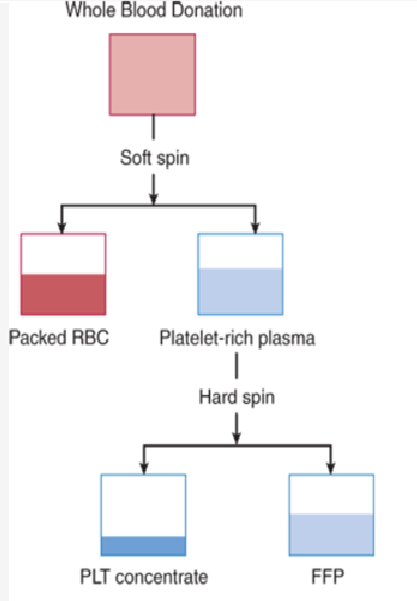 Whole Blood Donation
Soft spin
Packed RBC
Platelet-rich plasma
Hard spin
PLT concentrate
FFP